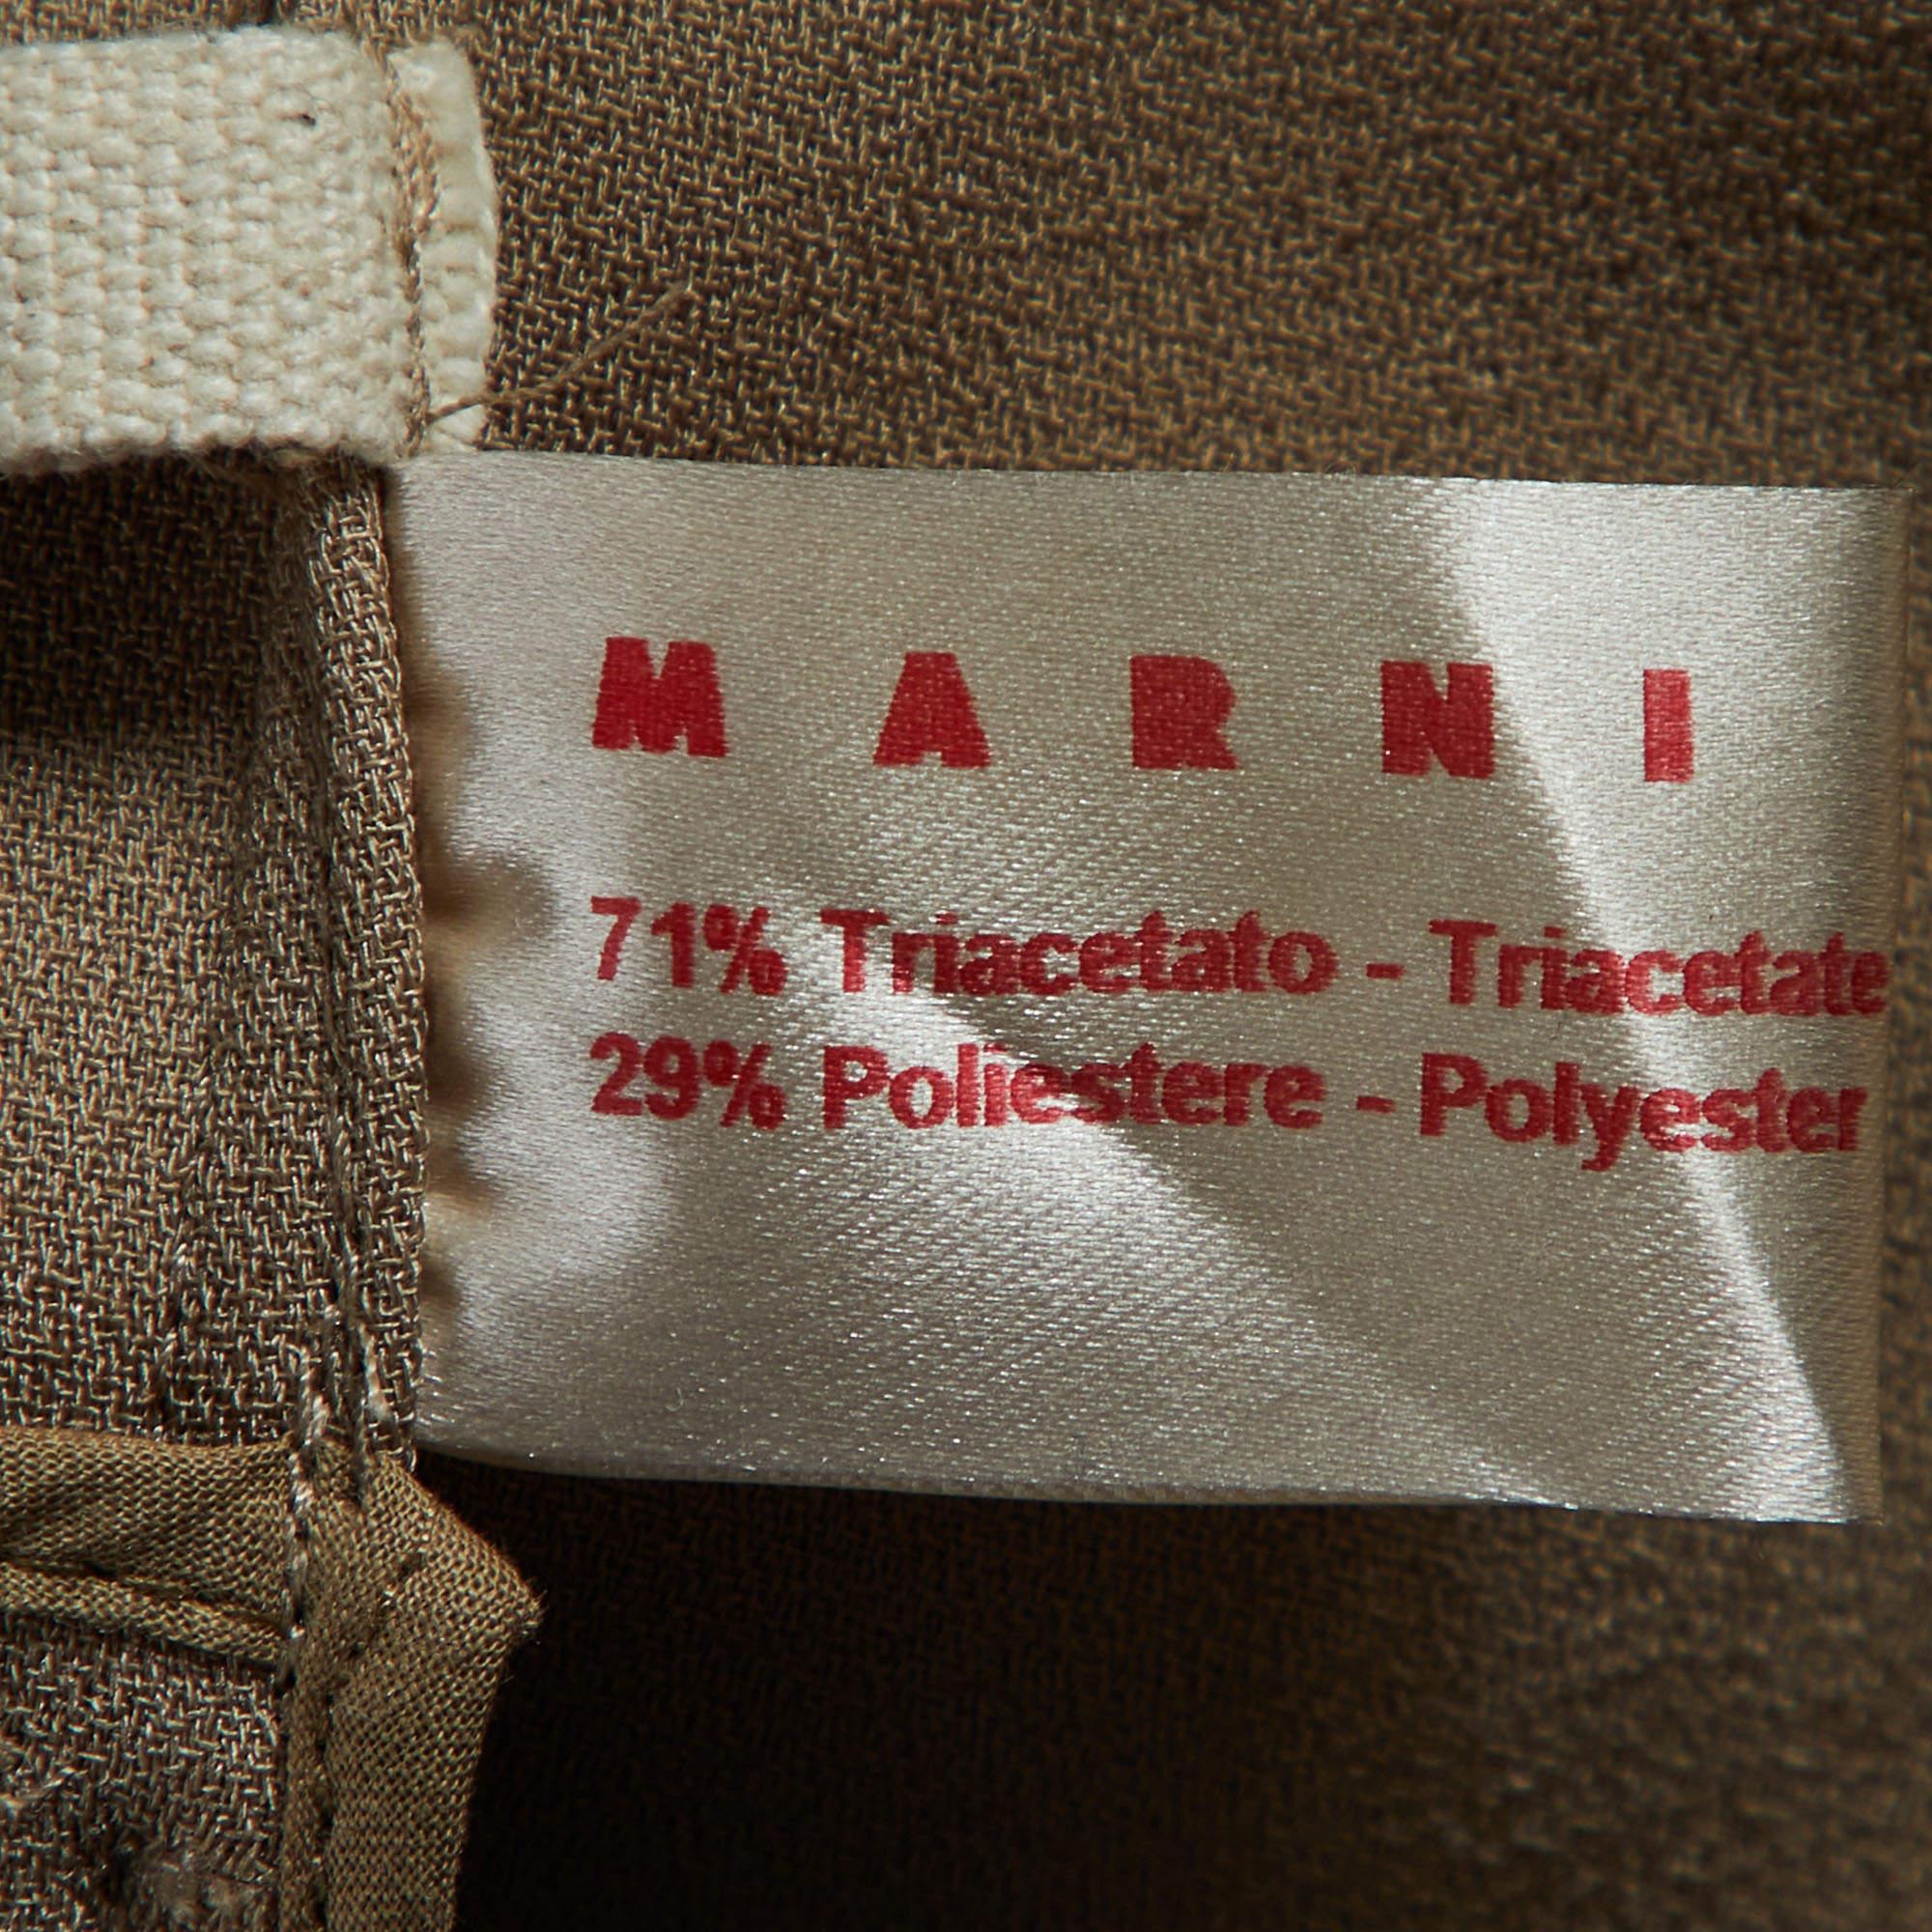 MARNI
71% Triacetato - Triacetate
29% Poliestere - Polyester